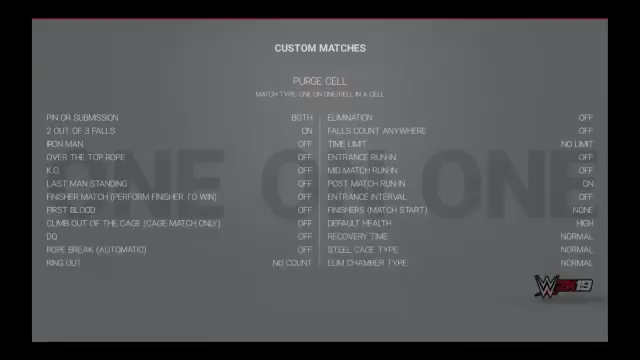 CUSTOM MATCHES
PURGE CELL
MATCH TYPE: ONE ON ONE/HELL IN A CELL
PIN OR SUBMISSION BOTH
2 OUT OF 3 FALLS ON
IRON MAN OFF
OVER THE TOP ROPE OFF
K.O. OFF
LAST MAN STANDING OFF
FINISHER MATCH (PERFORM FINISHER TO WIN) OFF
FIRST BLOOD OFF
CLIMB OUT OF THE CAGE (CAGE MATCH ONLY) OFF
DQ OFF
ROPE BREAK (AUTOMATIC) OFF
RING OUT NO COUNT
ELIMINATION OFF
FALLS COUNT ANYWHERE OFF
TIME LIMIT NO LIMIT
ENTRANCE RUN-IN OFF
MID MATCH RUN-IN OFF
POST MATCH RUN-IN ON
ENTRANCE INTERVAL OFF
FINISHERS (MATCH START) NONE
DEFAULT HEALTH HIGH
RECOVERY TIME NORMAL
STEEL CAGE TYPE NORMAL
ELIM CHAMBER TYPE NORMAL
ONE ON ONE
W 2K19